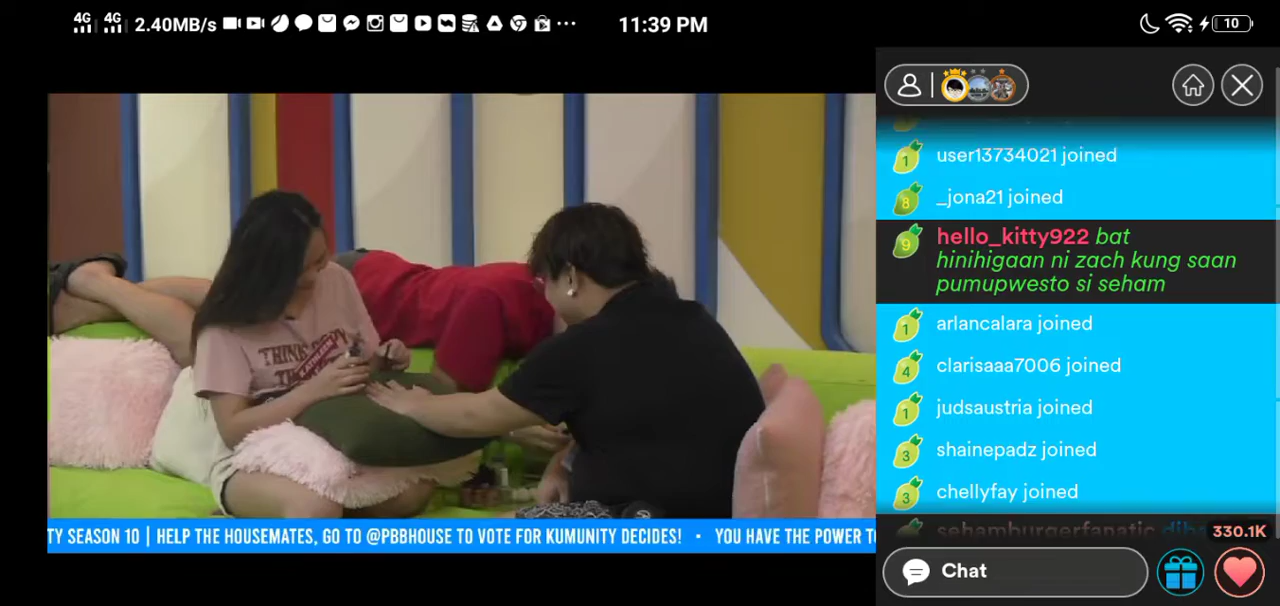 4G 4G 2.40MB/s 11:39 PM 10
user13734021 joined
_jona21 joined
hello_kitty922 bat
hinihigaan ni zach kung saan
pumupwesto si seham
arlancalara joined
clarisaaa7006 joined
judsaustria joined
shainepadz joined
chellyfay joined
sehamburgerfanatic
330.1K
Chat
THINK
TY SEASON 10 | HELP THE HOUSEMATES, GO TO @PBBHOUSE TO VOTE FOR KUMUNITY DECIDES! • YOU HAVE THE POWER T